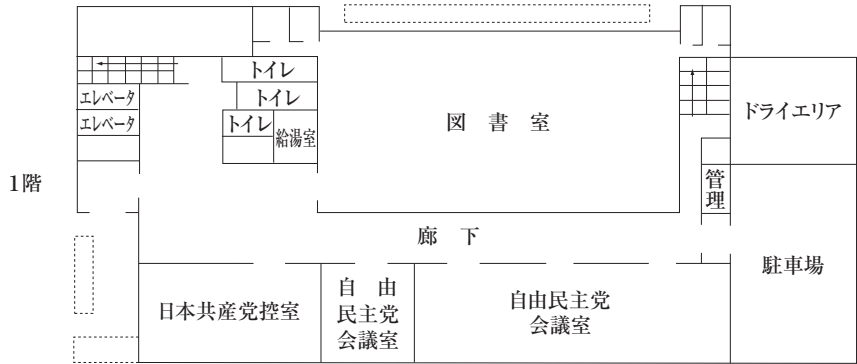 トイレ
エレベータ
トイレ
エレベータ
トイレ
給湯室
図書室
ドライエリア
1階
管理
廊下
駐車場
日本共産党控室
自由
民主党
会議室
自由民主党
会議室